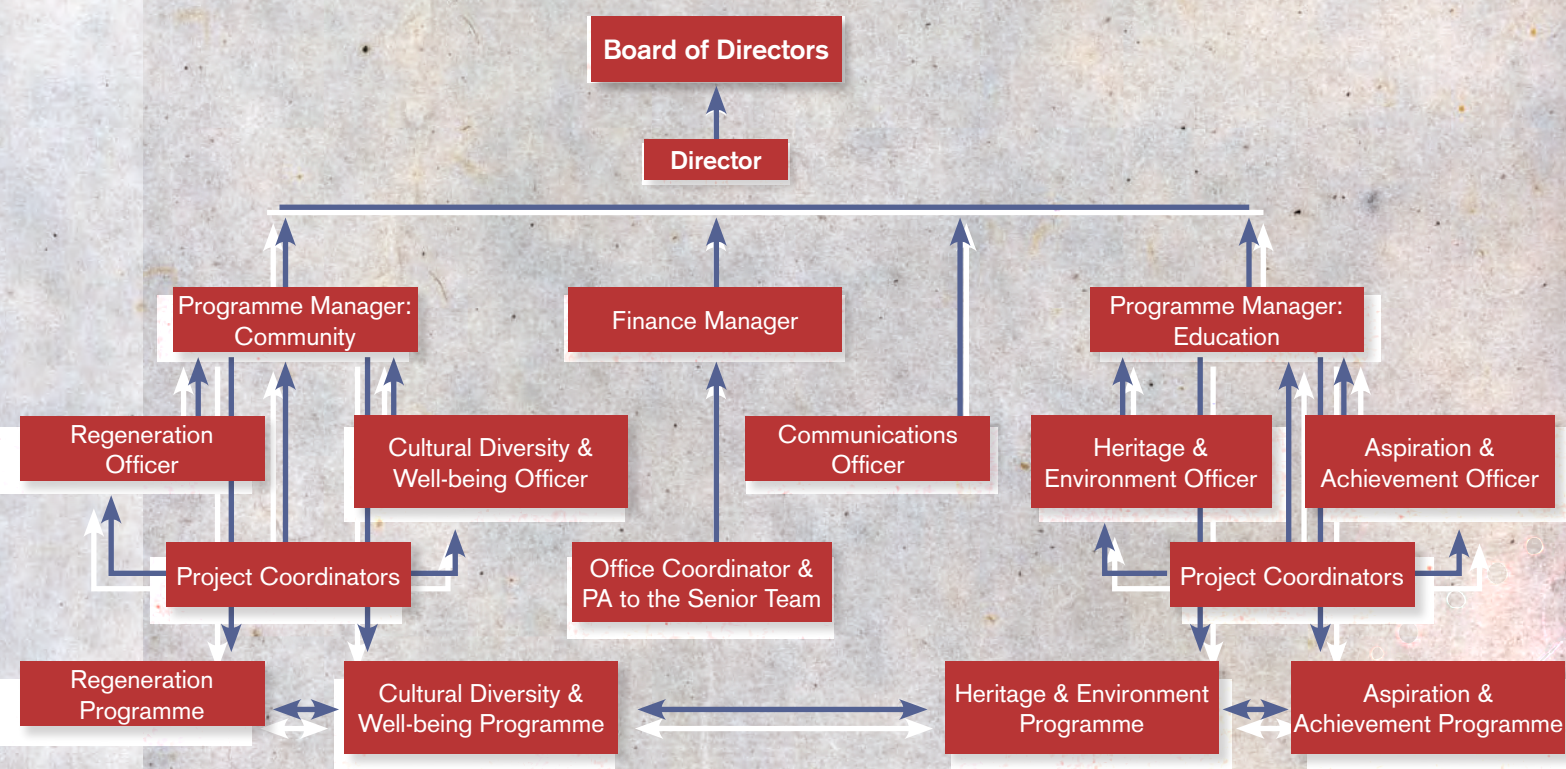 Board of Directors
Director
Programme Manager:
Community
Finance Manager
Programme Manager:
Education
Regeneration
Officer
Cultural Diversity &
Well-being Officer
Communications
Officer
Heritage &
Environment Officer
Aspiration &
Achievement Officer
Project Coordinators
Office Coordinator &
PA to the Senior Team
Project Coordinators
Regeneration
Programme
Cultural Diversity &
Well-being Programme
Heritage & Environment
Programme
Aspiration &
Achievement Programme